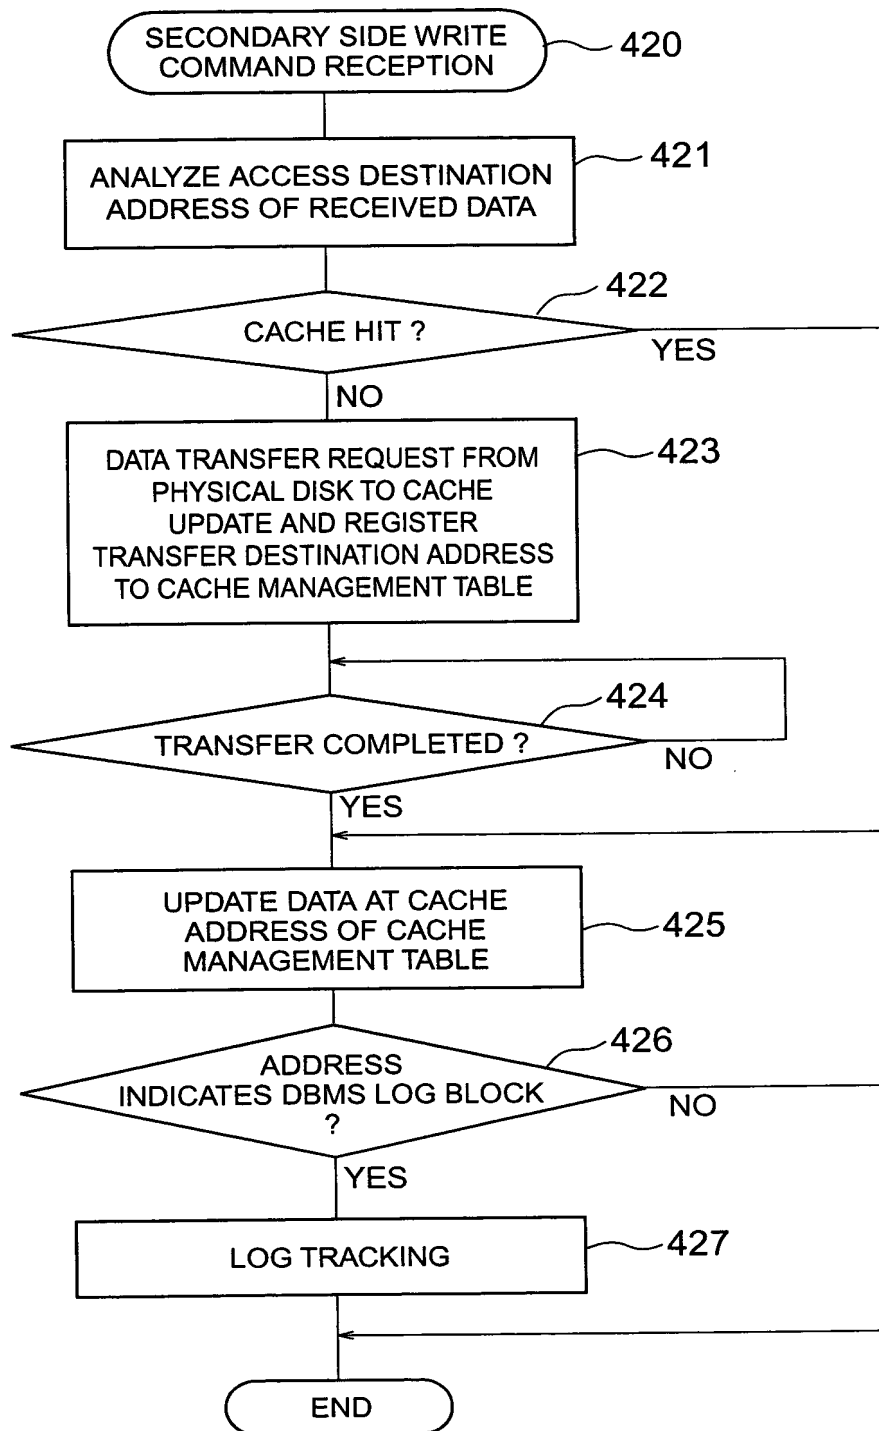 SECONDARY SIDE WRITE
COMMAND RECEPTION
420
421
ANALYZE ACCESS DESTINATION
ADDRESS OF RECEIVED DATA
422
CACHE HIT ?
YES
NO
423
DATA TRANSFER REQUEST FROM
PHYSICAL DISK TO CACHE
UPDATE AND REGISTER
TRANSFER DESTINATION ADDRESS
TO CACHE MANAGEMENT TABLE
424
TRANSFER COMPLETED ?
NO
YES
UPDATE DATA AT CACHE
ADDRESS OF CACHE
MANAGEMENT TABLE
425
426
ADDRESS
INDICATES DBMS LOG BLOCK
?
NO
YES
LOG TRACKING
427
END